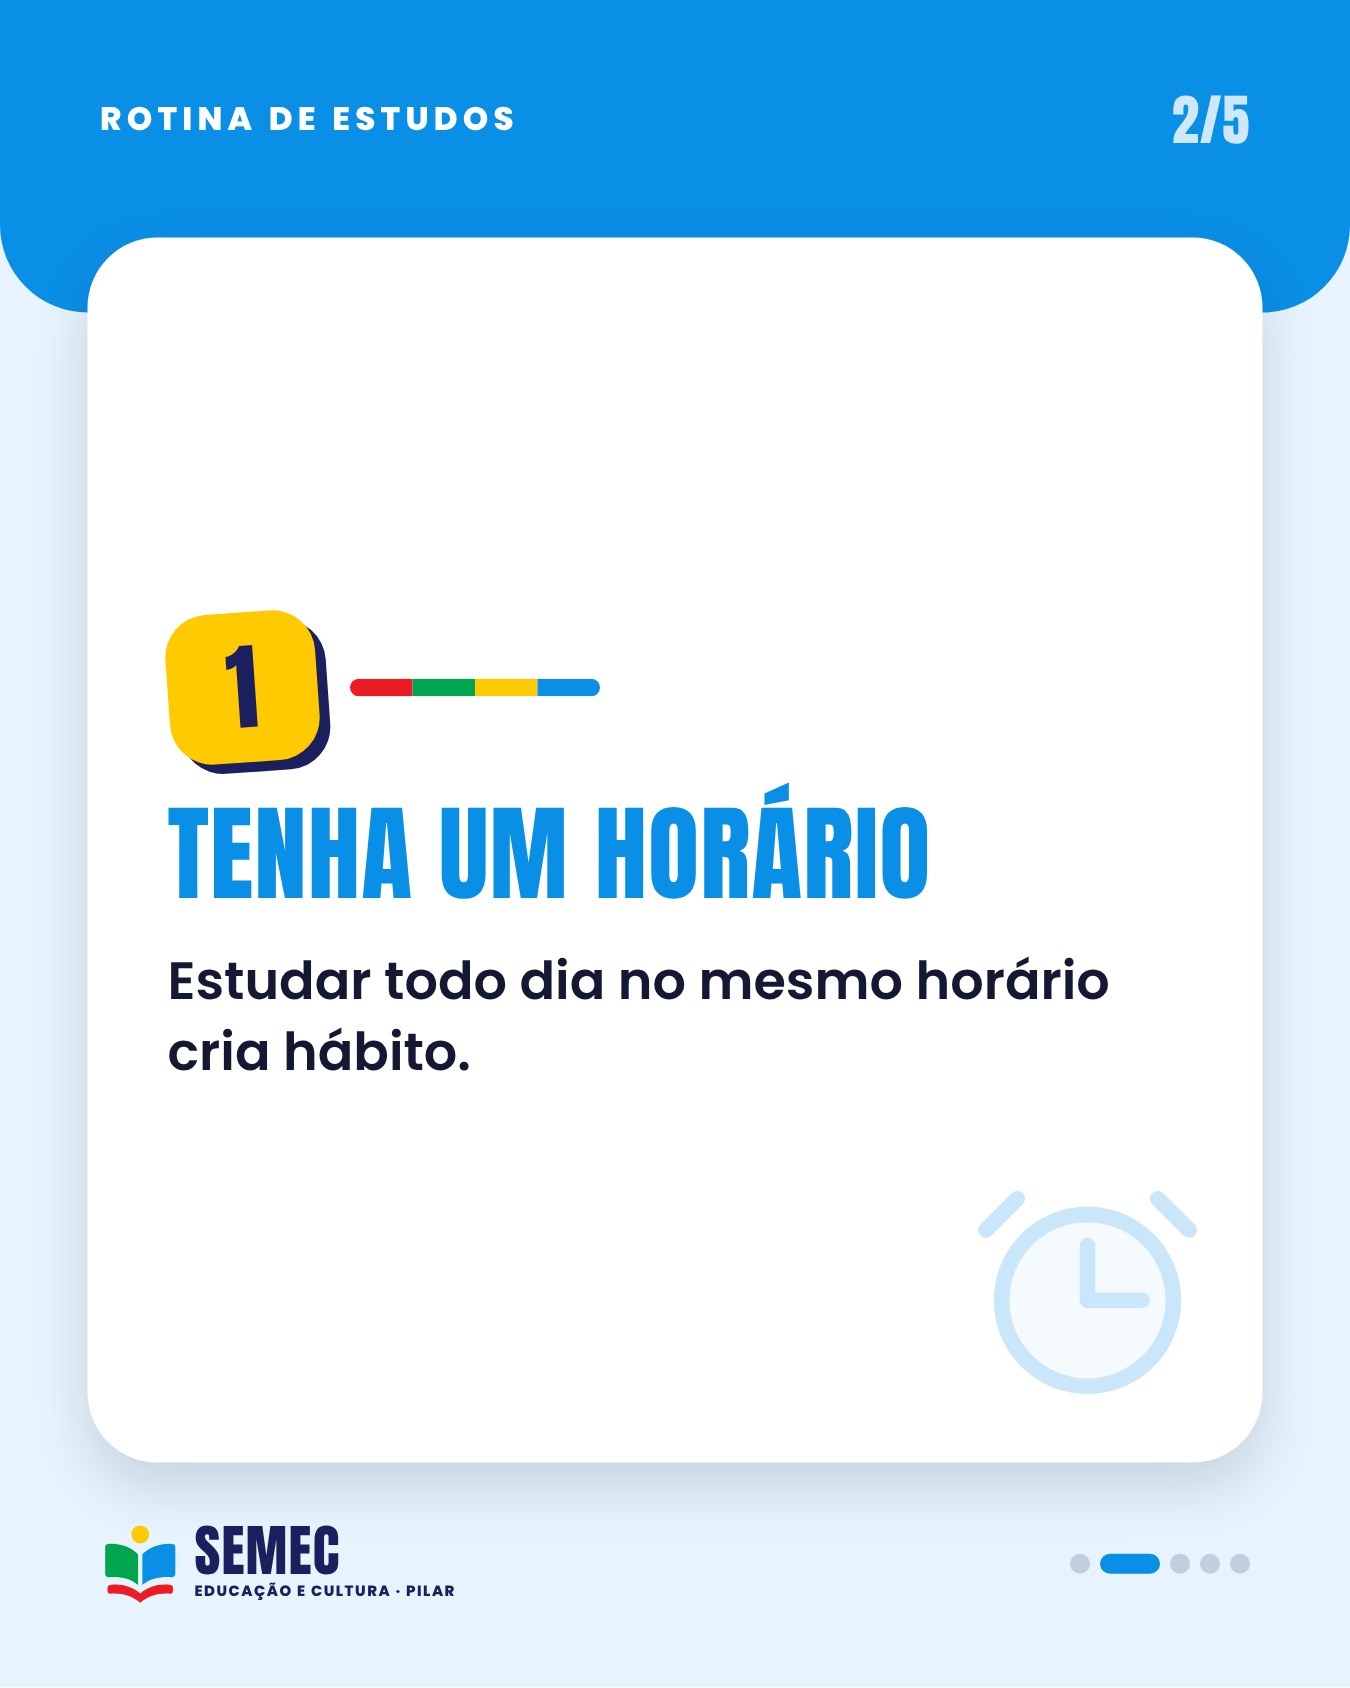 ROTINA DE ESTUDOS
2/5
1
TENHA UM HORÁRIO
Estudar todo dia no mesmo horário
cria hábito.
SEMEC
EDUCAÇÃO E CULTURA · PILAR